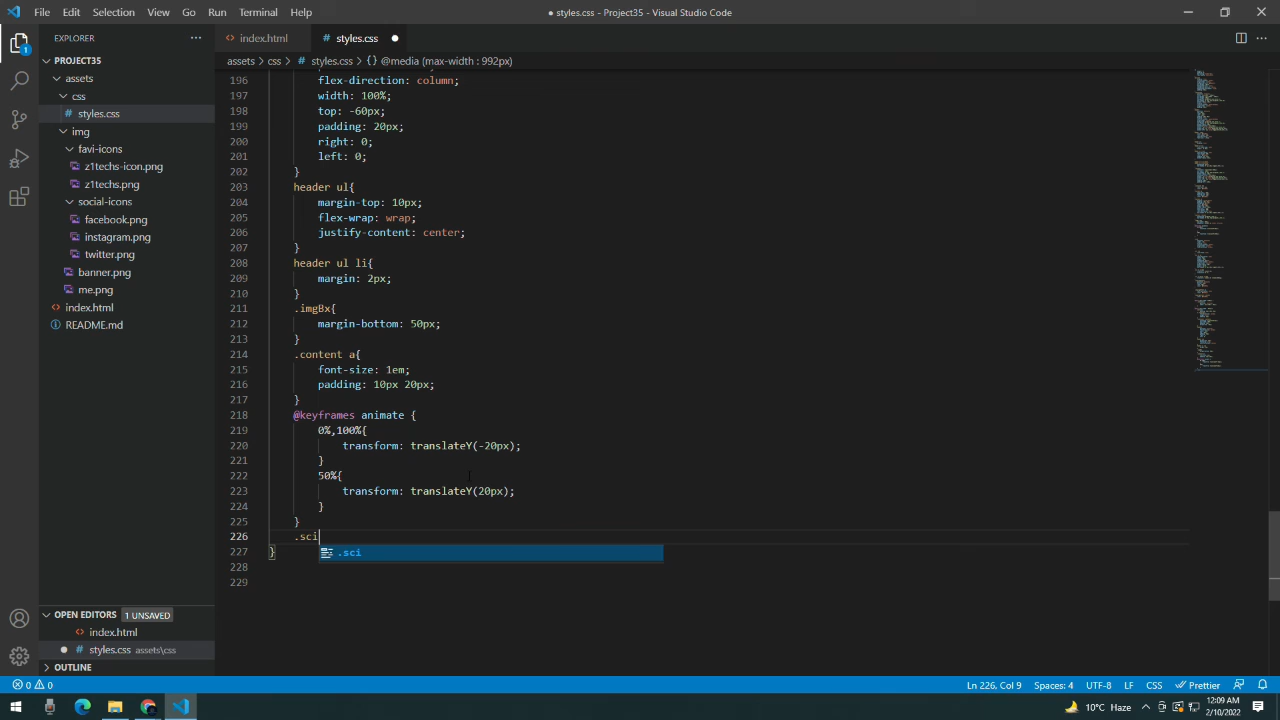 File Edit Selection View Go Run Terminal Help
● styles.css - Project35 - Visual Studio Code
EXPLORER
PROJECT35
assets
css
# styles.css
img
favi-icons
z1techs-icon.png
z1techs.png
social-icons
facebook.png
instagram.png
twitter.png
banner.png
me.png
<> index.html
README.md
OPEN EDITORS 1 UNSAVED
<> index.html
● # styles.css assets\css
OUTLINE
<> index.html # styles.css ●
assets > css > # styles.css > {} @media (max-width : 992px)
196 flex-direction: column;
197 width: 100%;
198 top: -60px;
199 padding: 20px;
200 right: 0;
201 left: 0;
202 }
203 header ul{
204 margin-top: 10px;
205 flex-wrap: wrap;
206 justify-content: center;
207 }
208 header ul li{
209 margin: 2px;
210 }
211 .imgBx{
212 margin-bottom: 50px;
213 }
214 .content a{
215 font-size: 1em;
216 padding: 10px 20px;
217 }
218 @keyframes animate {
219 0%,100%{
220 transform: translateY(-20px);
221 }
222 50%{
223 transform: translateY(20px);
224 }
225 }
226 .sci
.sci
227 }
228
229
0 0 Ln 226, Col 9 Spaces: 4 UTF-8 LF CSS Prettier
10°C Haze 12:09 AM
2/10/2022
1